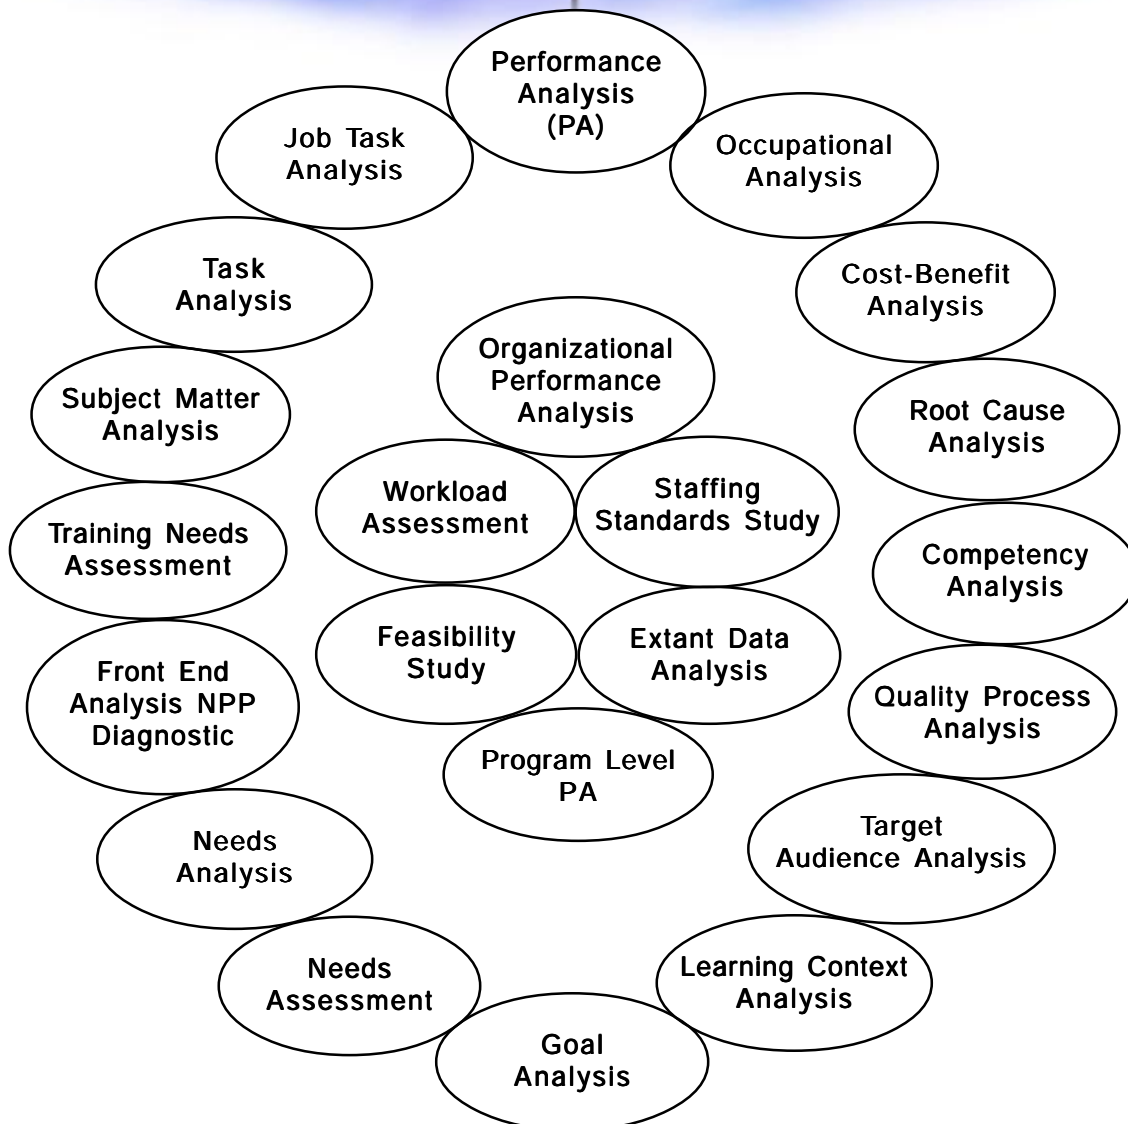 Performance
Analysis
(PA)
Job Task
Analysis
Occupational
Analysis
Task
Analysis
Cost-Benefit
Analysis
Organizational
Performance
Analysis
Subject Matter
Analysis
Root Cause
Analysis
Workload
Assessment
Staffing
Standards Study
Training Needs
Assessment
Competency
Analysis
Feasibility
Study
Extant Data
Analysis
Front End
Analysis NPP
Diagnostic
Quality Process
Analysis
Program Level
PA
Needs
Analysis
Target
Audience Analysis
Needs
Assessment
Learning Context
Analysis
Goal
Analysis